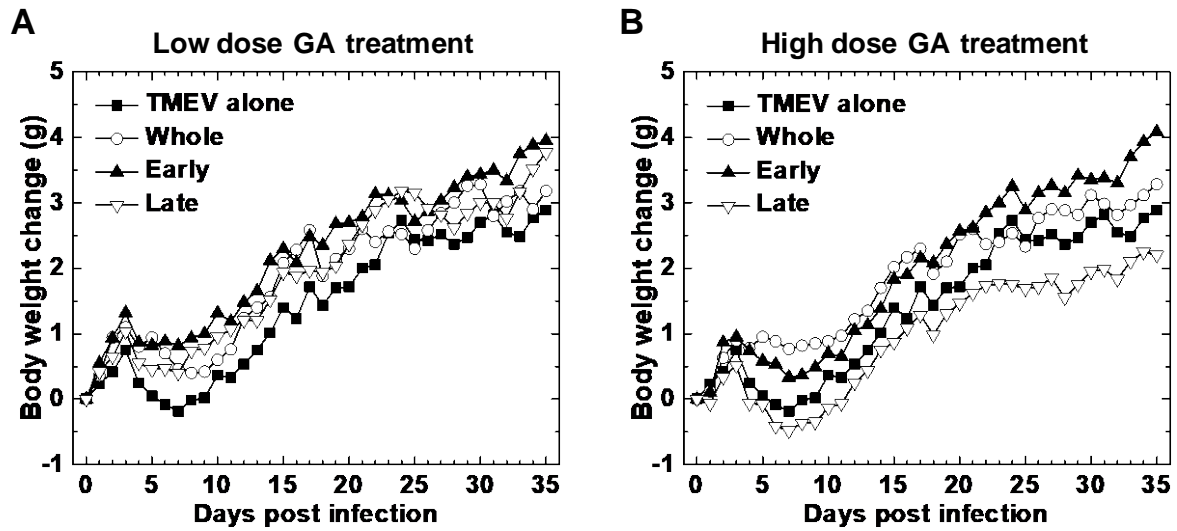 A
Low dose GA treatment
5
4
3
2
1
0
-1
Body weight change (g)
TMEV alone
Whole
Early
Late
0 5 10 15 20 25 30 35
Days post infection
B
High dose GA treatment
5
4
3
2
1
0
-1
Body weight change (g)
TMEV alone
Whole
Early
Late
0 5 10 15 20 25 30 35
Days post infection